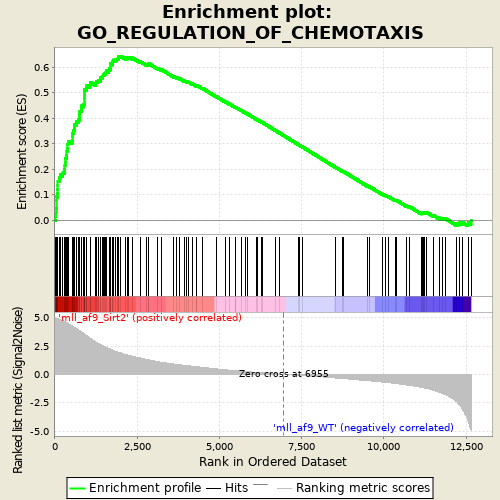 Enrichment plot:
GO_REGULATION_OF_CHEMOTAXIS
Enrichment score (ES)
0.6
0.5
0.4
0.3
0.2
0.1
0.0
'mll_af9_Sirt2' (positively correlated)
Ranked list metric (Signal2Noise)
5.0
2.5
0.0
-2.5
-5.0
Zero cross at 6955
'mll_af9_WT' (negatively correlated)
0
2,500
5,000
7,500
10,000
12,500
Rank in Ordered Dataset
Enrichment profile
Hits
Ranking metric scores